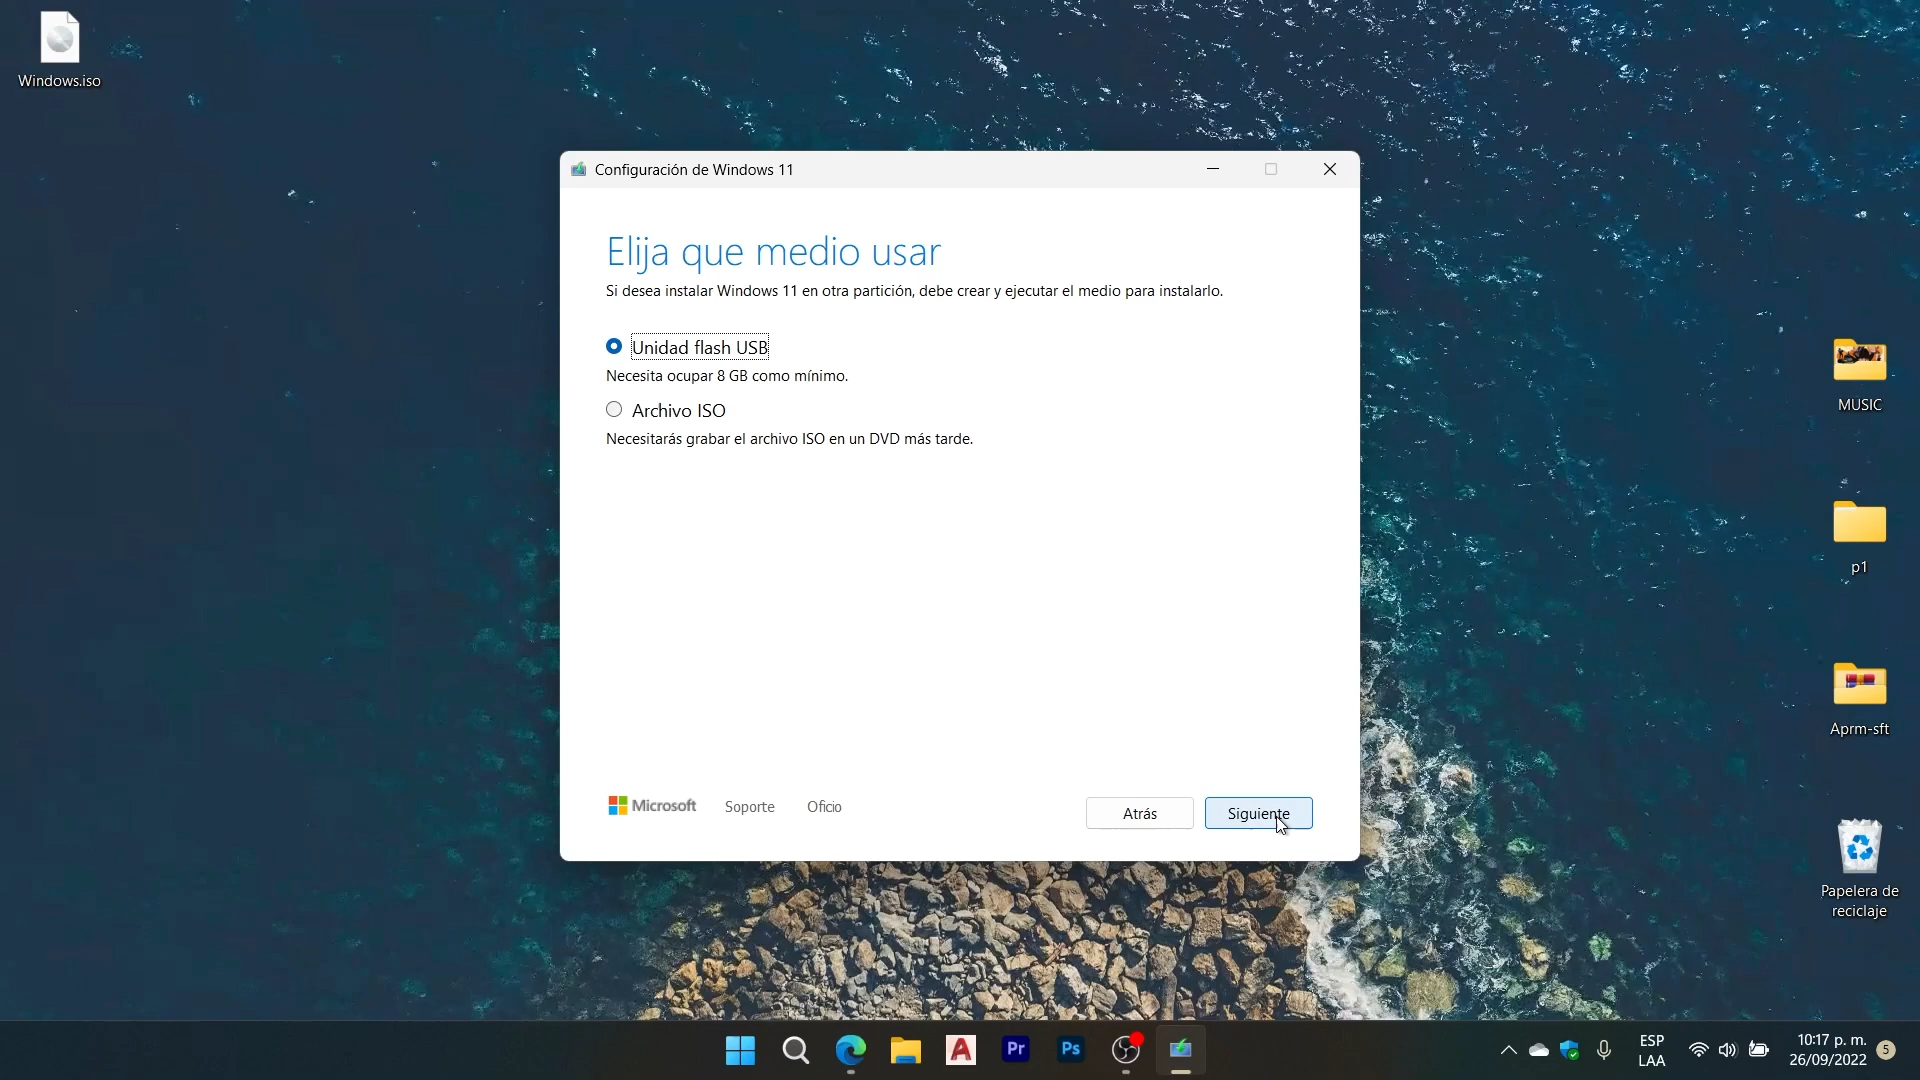 Windows.iso
Configuración de Windows 11
Elija que medio usar
Si desea instalar Windows 11 en otra partición, debe crear y ejecutar el medio para instalarlo.
Unidad flash USB
Necesita ocupar 8 GB como mínimo.
Archivo ISO
Necesitarás grabar el archivo ISO en un DVD más tarde.
Microsoft Soporte Oficio
Atrás Siguiente
MUSIC
p1
Aprm-sft
Papelera de
reciclaje
A Pr Ps
ESP
LAA
10:17 p. m.
26/09/2022
5